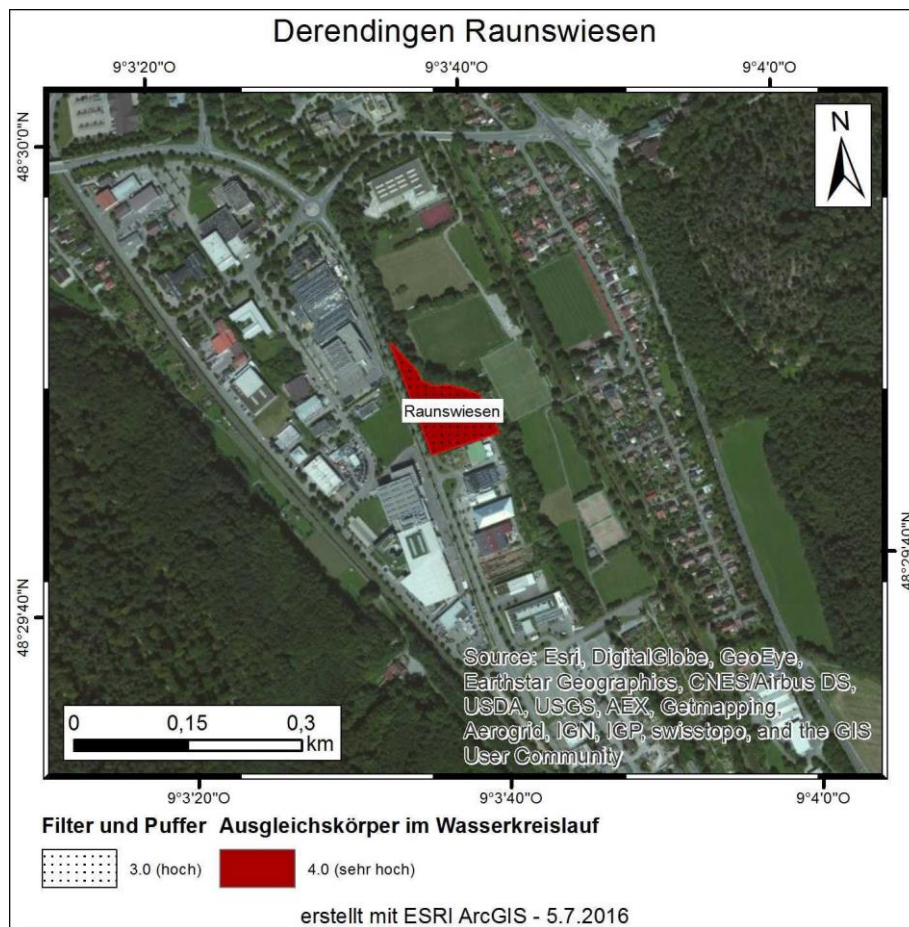 Derendingen Raunswiesen
9°3'20"O
9°3'40"O
9°4'0"O
48°30'0"N
N
Raunswiesen
48°29'40"N
48°29'40"N
Source: Esri, DigitalGlobe, GeoEye,
Earthstar Geographics, CNES/Airbus DS,
USDA, USGS, AEX, Getmapping,
Aerogrid, IGN, IGP, swisstopo, and the GIS
User Community
0 0,15 0,3
km
9°3'20"O
9°3'40"O
9°4'0"O
Filter und Puffer Ausgleichskörper im Wasserkreislauf
3.0 (hoch) 4.0 (sehr hoch)
erstellt mit ESRI ArcGIS - 5.7.2016